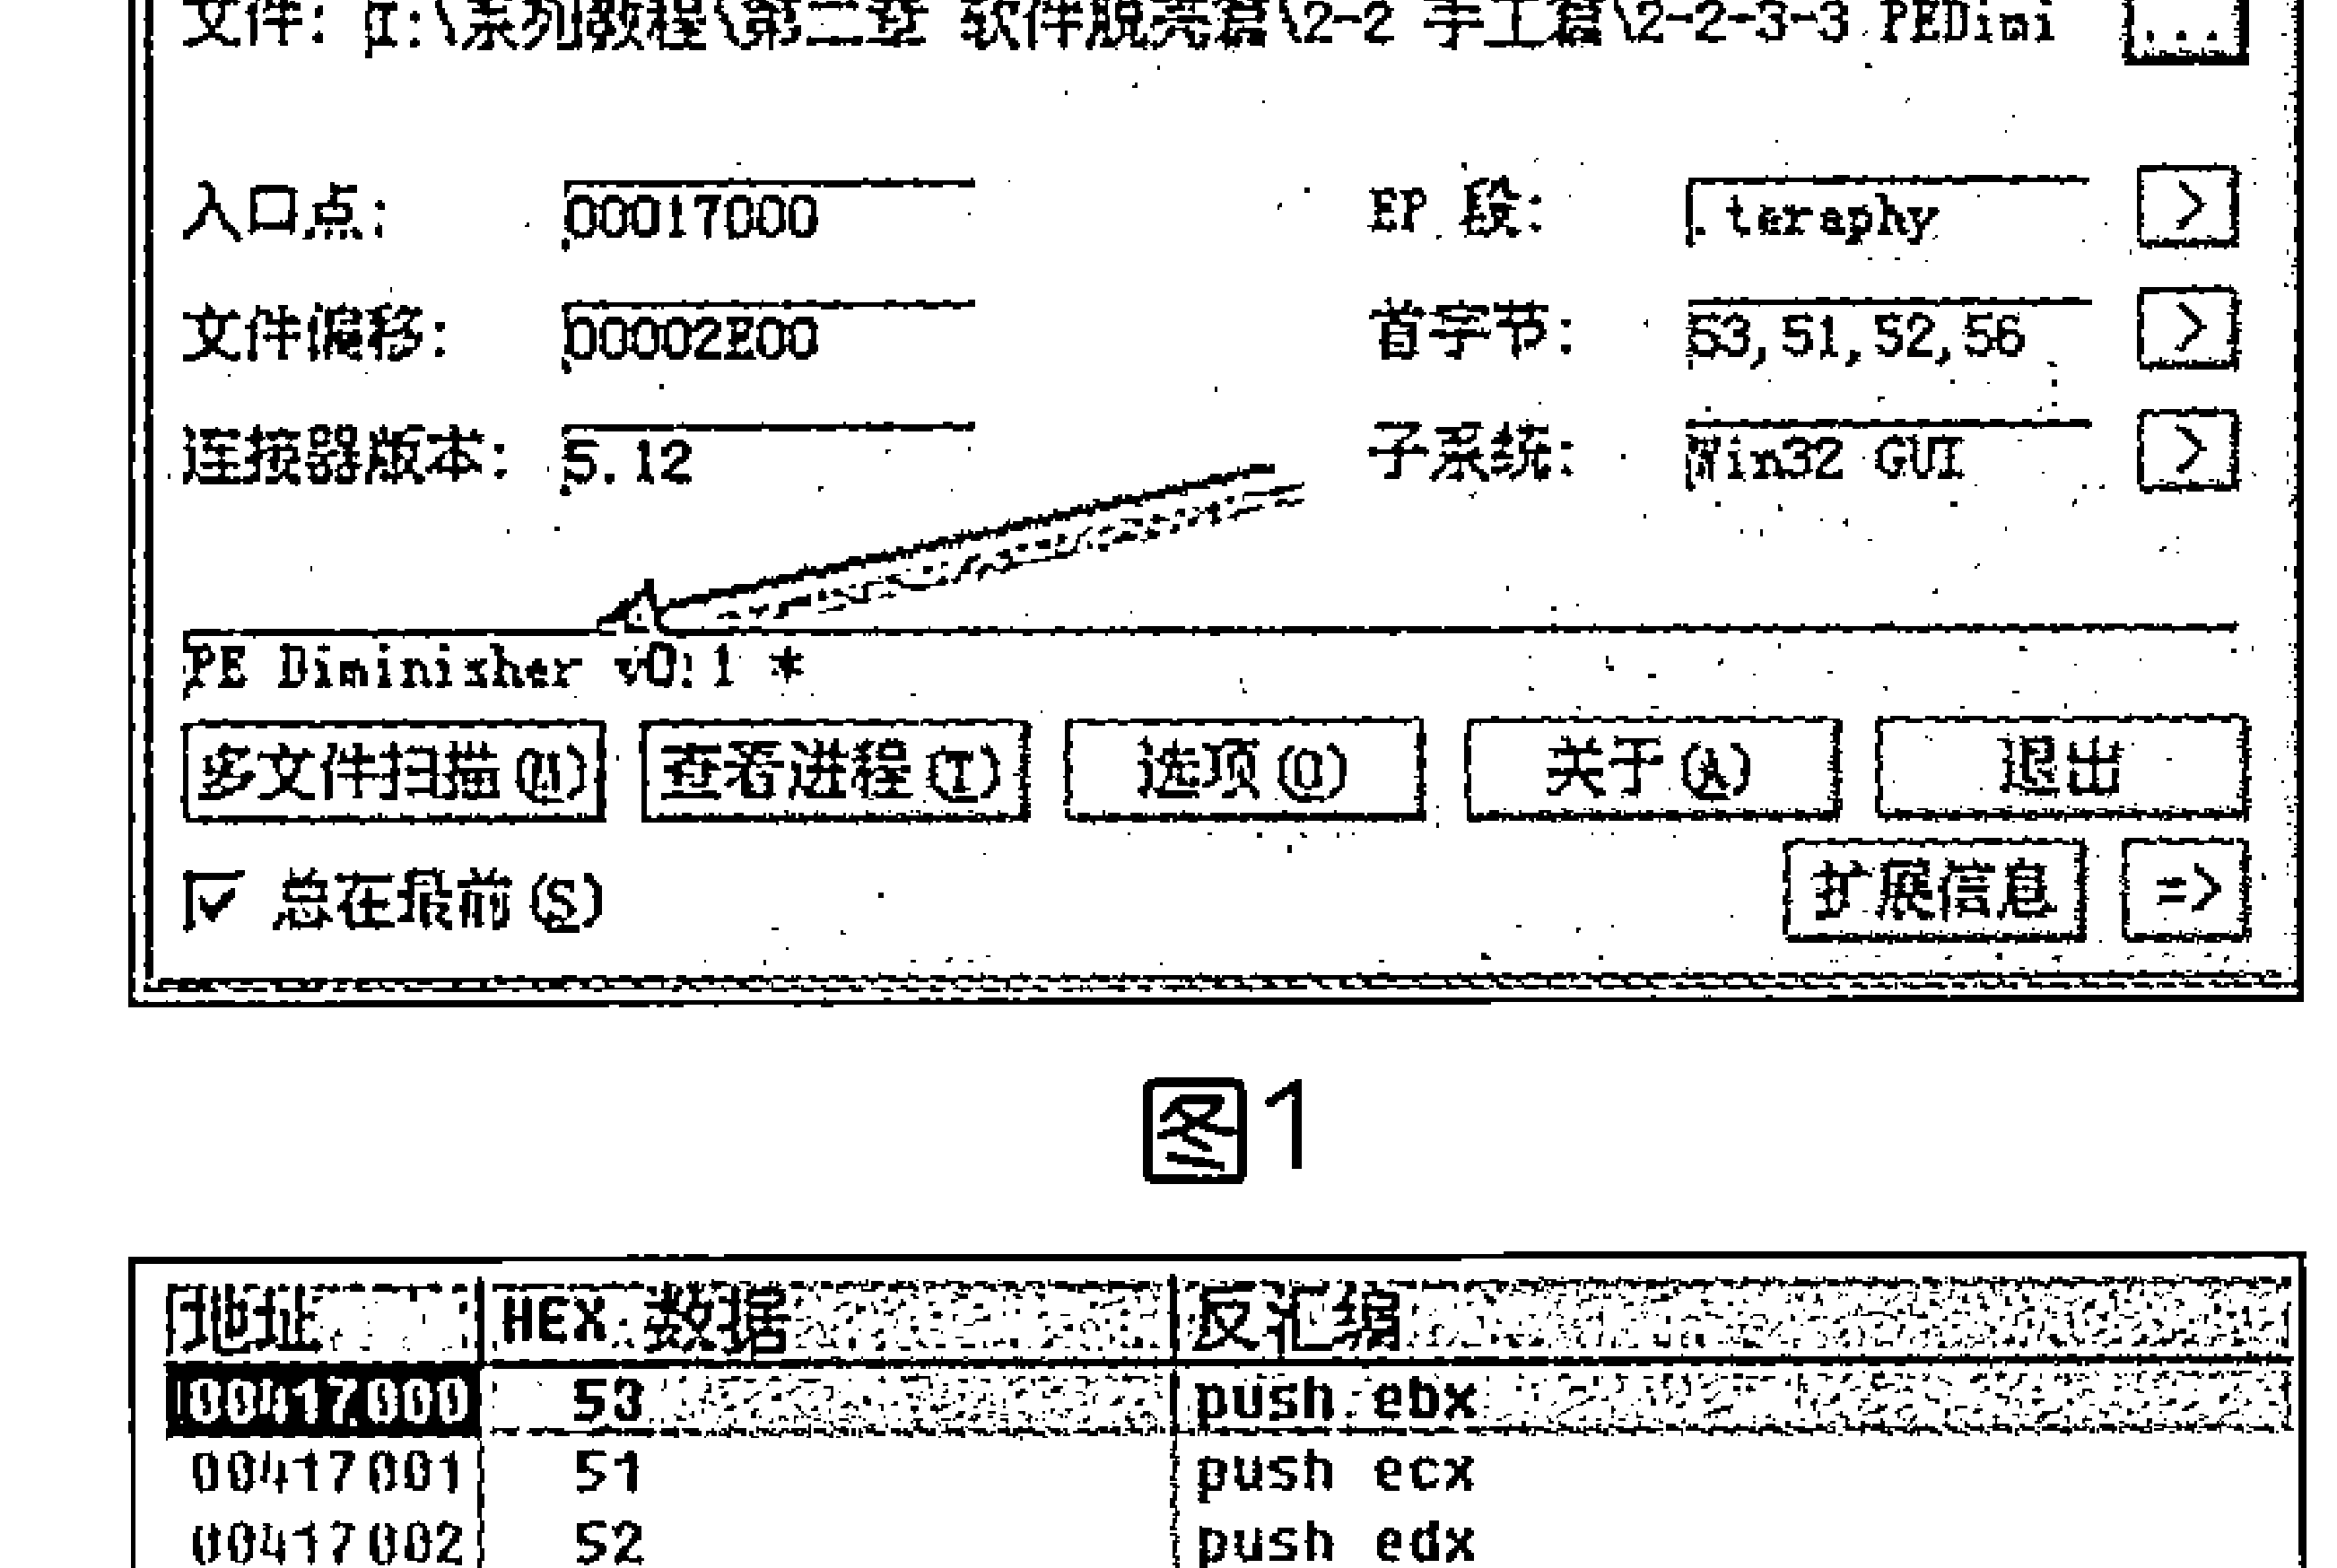 文件: I:\系列教程\第二章 软件脱壳篇\2-2 手工篇\2-2-3-3 PEDimi ...
入口点: 00017000 EP 段: .teraphy >
文件偏移: 00002E00 首字节: 53,51,52,56 >
连接器版本: 5.12 子系统: Win32 GUI >
PE Diminisher v0.1 *
多文件扫描(M) 查看进程(T) 选项(O) 关于(A) 退出
总在最前(S) 扩展信息 =>
图1
地址 HEX 数据 反汇编
00417000 53 push ebx
00417001 51 push ecx
00417002 52 push edx